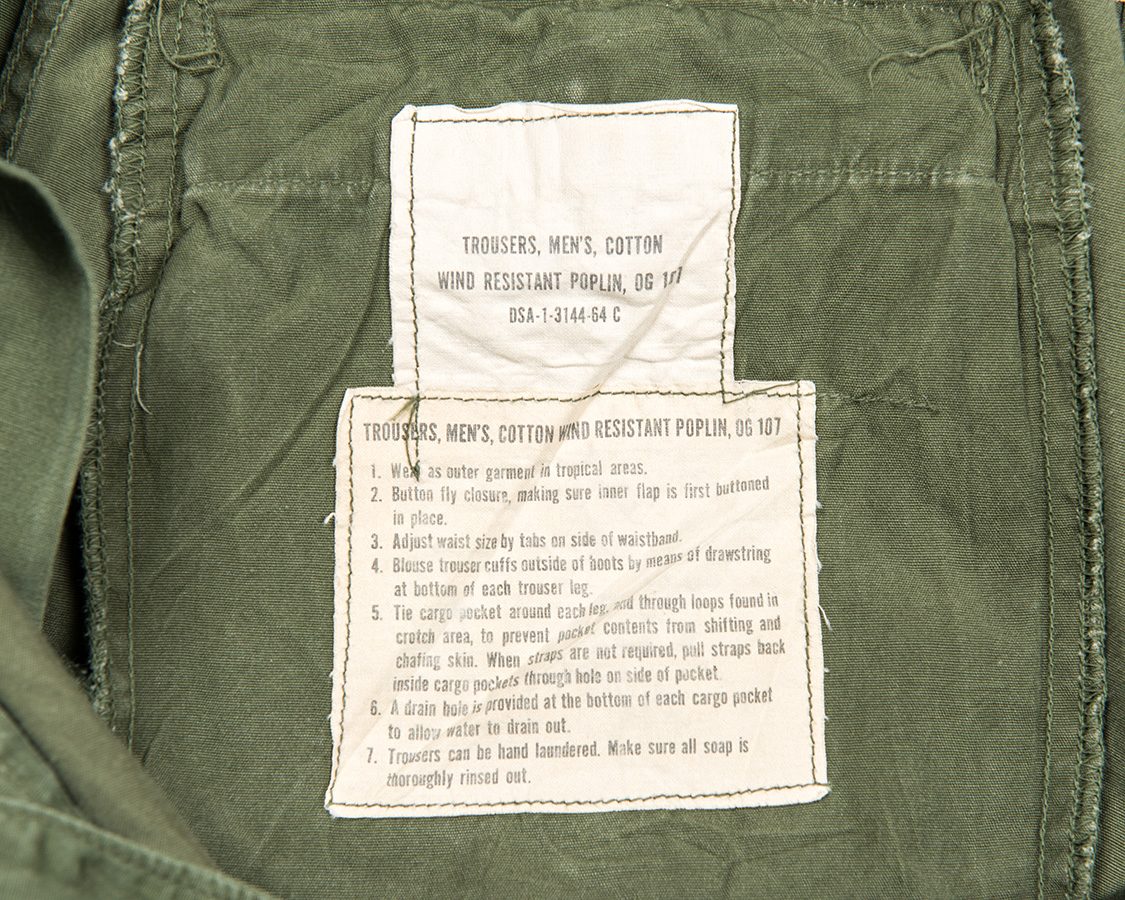 TROUSERS, MEN'S, COTTON
WIND RESISTANT POPLIN, OG 107
DSA-1-3144-64 C
TROUSERS, MEN'S, COTTON WIND RESISTANT POPLIN, OG 107
1. Wear as outer garment in tropical areas.
2. Button fly closure, making sure inner flap is first buttoned
in place.
3. Adjust waist size by tabs on side of waistband.
4. Blouse trouser cuffs outside of boots by means of drawstring
at bottom of each trouser leg.
5. Tie cargo pocket around each leg, and through loops found in
crotch area, to prevent pocket contents from shifting and
chafing skin. When straps are not required, pull straps back
inside cargo pockets through hole on side of pocket.
6. A drain hole is provided at the bottom of each cargo pocket
to allow water to drain out.
7. Trousers can be hand laundered. Make sure all soap is
thoroughly rinsed out.